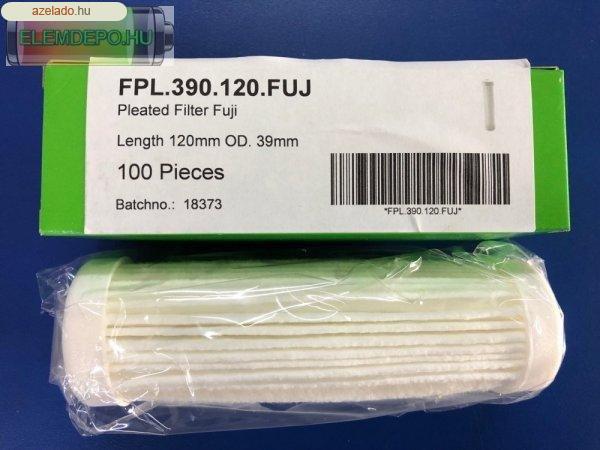 azelado.hu
ELEMDEPO.HU
FPL.390.120.FUJ
Pleated Filter Fuji
Length 120mm OD. 39mm
100 Pieces
Batchno.: 18373
*FPL.390.120.FUJ*